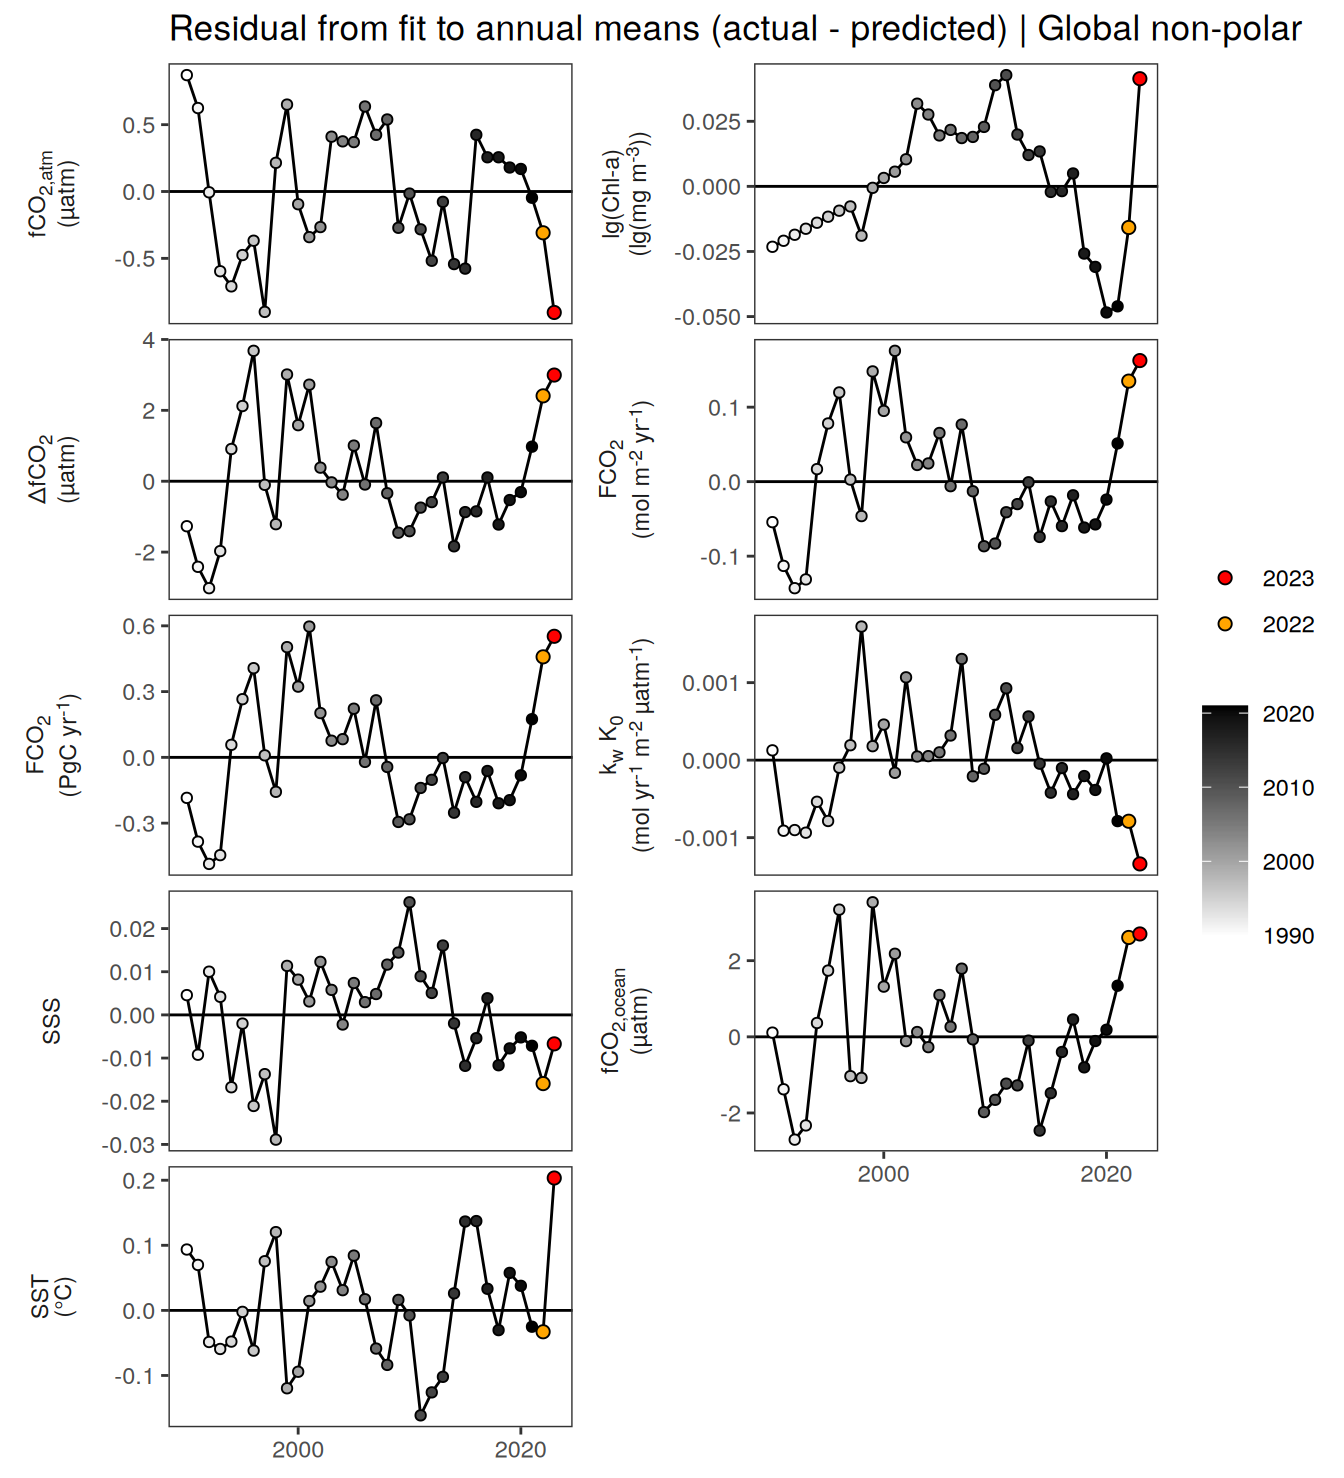 Residual from fit to annual means (actual - predicted) | Global non-polar
fCO2,atm
(µatm)
0.5
0.0
-0.5
lg(Chl-a)
(lg(mg m-3))
0.025
0.000
-0.025
-0.050
ΔfCO2
(µatm)
4
2
0
-2
FCO2
(mol m-2 yr-1)
0.1
0.0
-0.1
FCO2
(PgC yr-1)
0.6
0.3
0.0
-0.3
kw K0
(mol yr-1 m-2 µatm-1)
0.001
0.000
-0.001
SSS
0.02
0.01
0.00
-0.01
-0.02
-0.03
fCO2,ocean
(µatm)
2
0
-2
2000
2020
SST
(°C)
0.2
0.1
0.0
-0.1
2000
2020
2023
2022
2020
2010
2000
1990